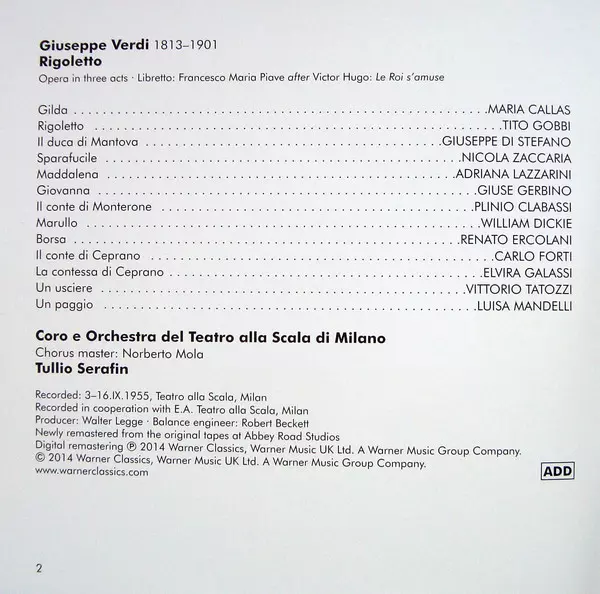 Giuseppe Verdi 1813–1901
Rigoletto
Opera in three acts · Libretto: Francesco Maria Piave after Victor Hugo: Le Roi s'amuse
Gilda ........................................................MARIA CALLAS
Rigoletto ........................................................TITO GOBBI
Il duca di Mantova ........................................GIUSEPPE DI STEFANO
Sparafucile ..................................................NICOLA ZACCARIA
Maddalena ..................................................ADRIANA LAZZARINI
Giovanna ......................................................GIUSE GERBINO
Il conte di Monterone ..........................................PLINIO CLABASSI
Marullo ......................................................WILLIAM DICKIE
Borsa ......................................................RENATO ERCOLANI
Il conte di Ceprano ..............................................CARLO FORTI
La contessa di Ceprano ..........................................ELVIRA GALASSI
Un usciere ..................................................VITTORIO TATOZZI
Un paggio ....................................................LUISA MANDELLI
Coro e Orchestra del Teatro alla Scala di Milano
Chorus master: Norberto Mola
Tullio Serafin
Recorded: 3–16.IX.1955, Teatro alla Scala, Milan
Recorded in cooperation with E.A. Teatro alla Scala, Milan
Producer: Walter Legge · Balance engineer: Robert Beckett
Newly remastered from the original tapes at Abbey Road Studios
Digital remastering ℗ 2014 Warner Classics, Warner Music UK Ltd. A Warner Music Group Company.
© 2014 Warner Classics, Warner Music UK Ltd. A Warner Music Group Company.
www.warnerclassics.com
ADD
2